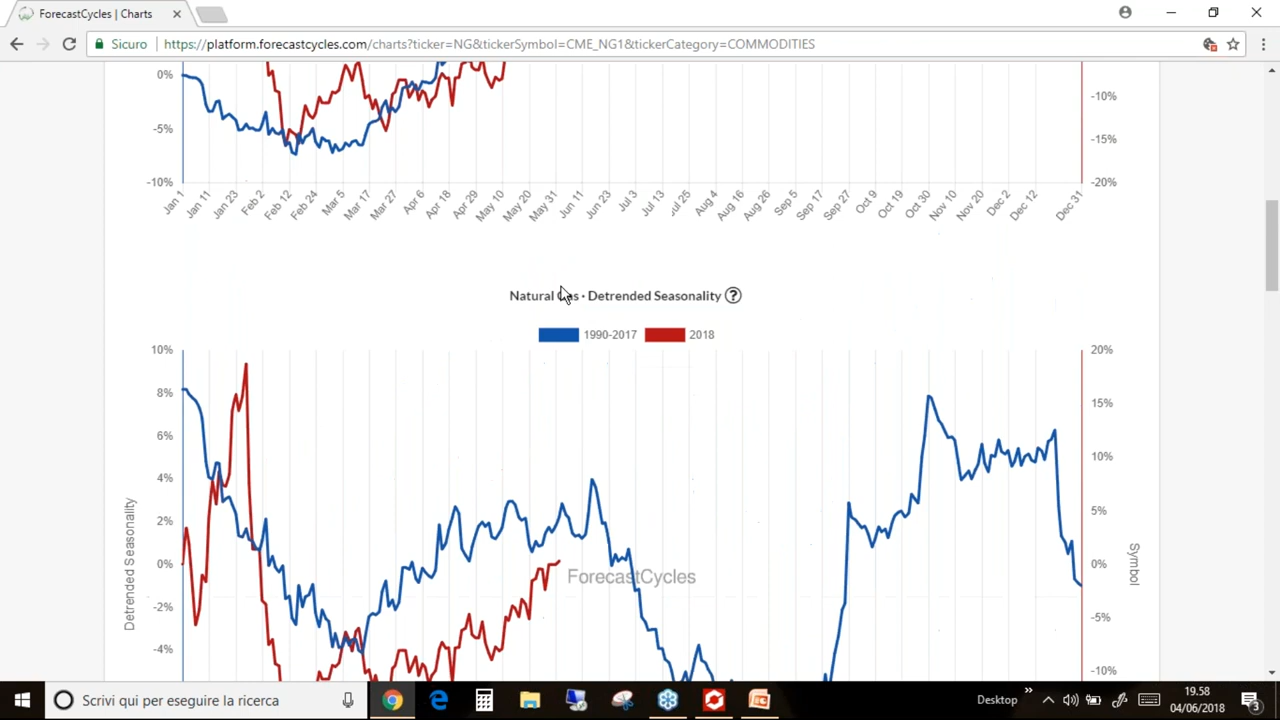 ForecastCycles | Charts
Sicuro | https://platform.forecastcycles.com/charts?ticker=NG&tickerSymbol=CME_NG1&tickerCategory=COMMODITIES
0%
-5%
-10%
-10%
-15%
-20%
Jan 1 Jan 11 Jan 23 Feb 2 Feb 12 Feb 24 Mar 5 Mar 17 Mar 27 Apr 6 Apr 18 Apr 29 May 10 May 20 May 31 Jun 11 Jun 23 Jul 3 Jul 13 Jul 25 Aug 4 Aug 16 Aug 26 Sep 5 Sep 17 Sep 27 Oct 9 Oct 19 Oct 30 Nov 10 Nov 20 Dec 2 Dec 12 Dec 31
Natural Gas · Detrended Seasonality ?
1990-2017 2018
10%
8%
6%
4%
2%
0%
-2%
-4%
Detrended Seasonality
ForecastCycles
20%
15%
10%
5%
0%
-5%
-10%
Symbol
Scrivi qui per eseguire la ricerca
Desktop
19.58
04/06/2018
3